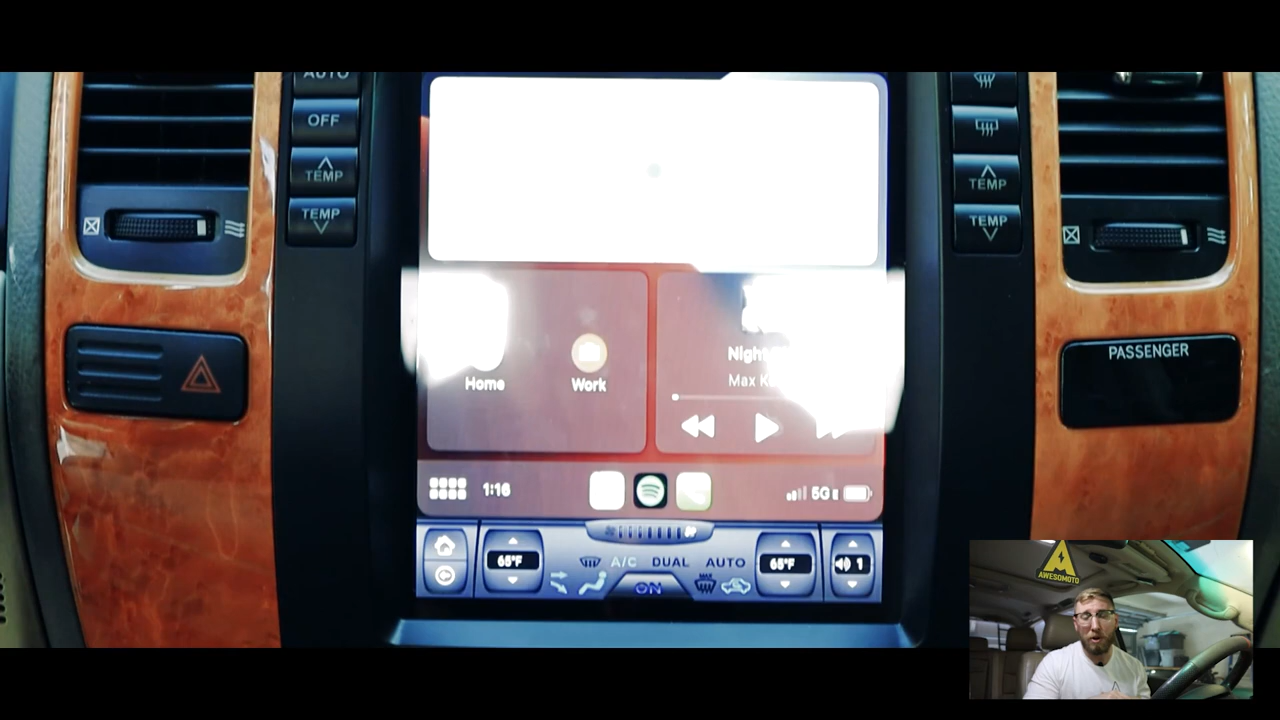 AUTO
OFF
TEMP
TEMP
TEMP
TEMP
PASSENGER
Home
Work
Max
1:16
5G
65°F
A/C
DUAL
AUTO
65°F
1
MAX
ON
AWESOMOTO